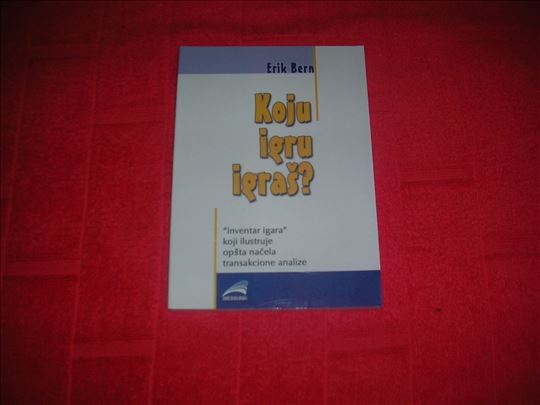 Erik Bern
Koju
igru
igraš?
"inventar igara"
koji ilustruje
opšta načela
transakcione analize